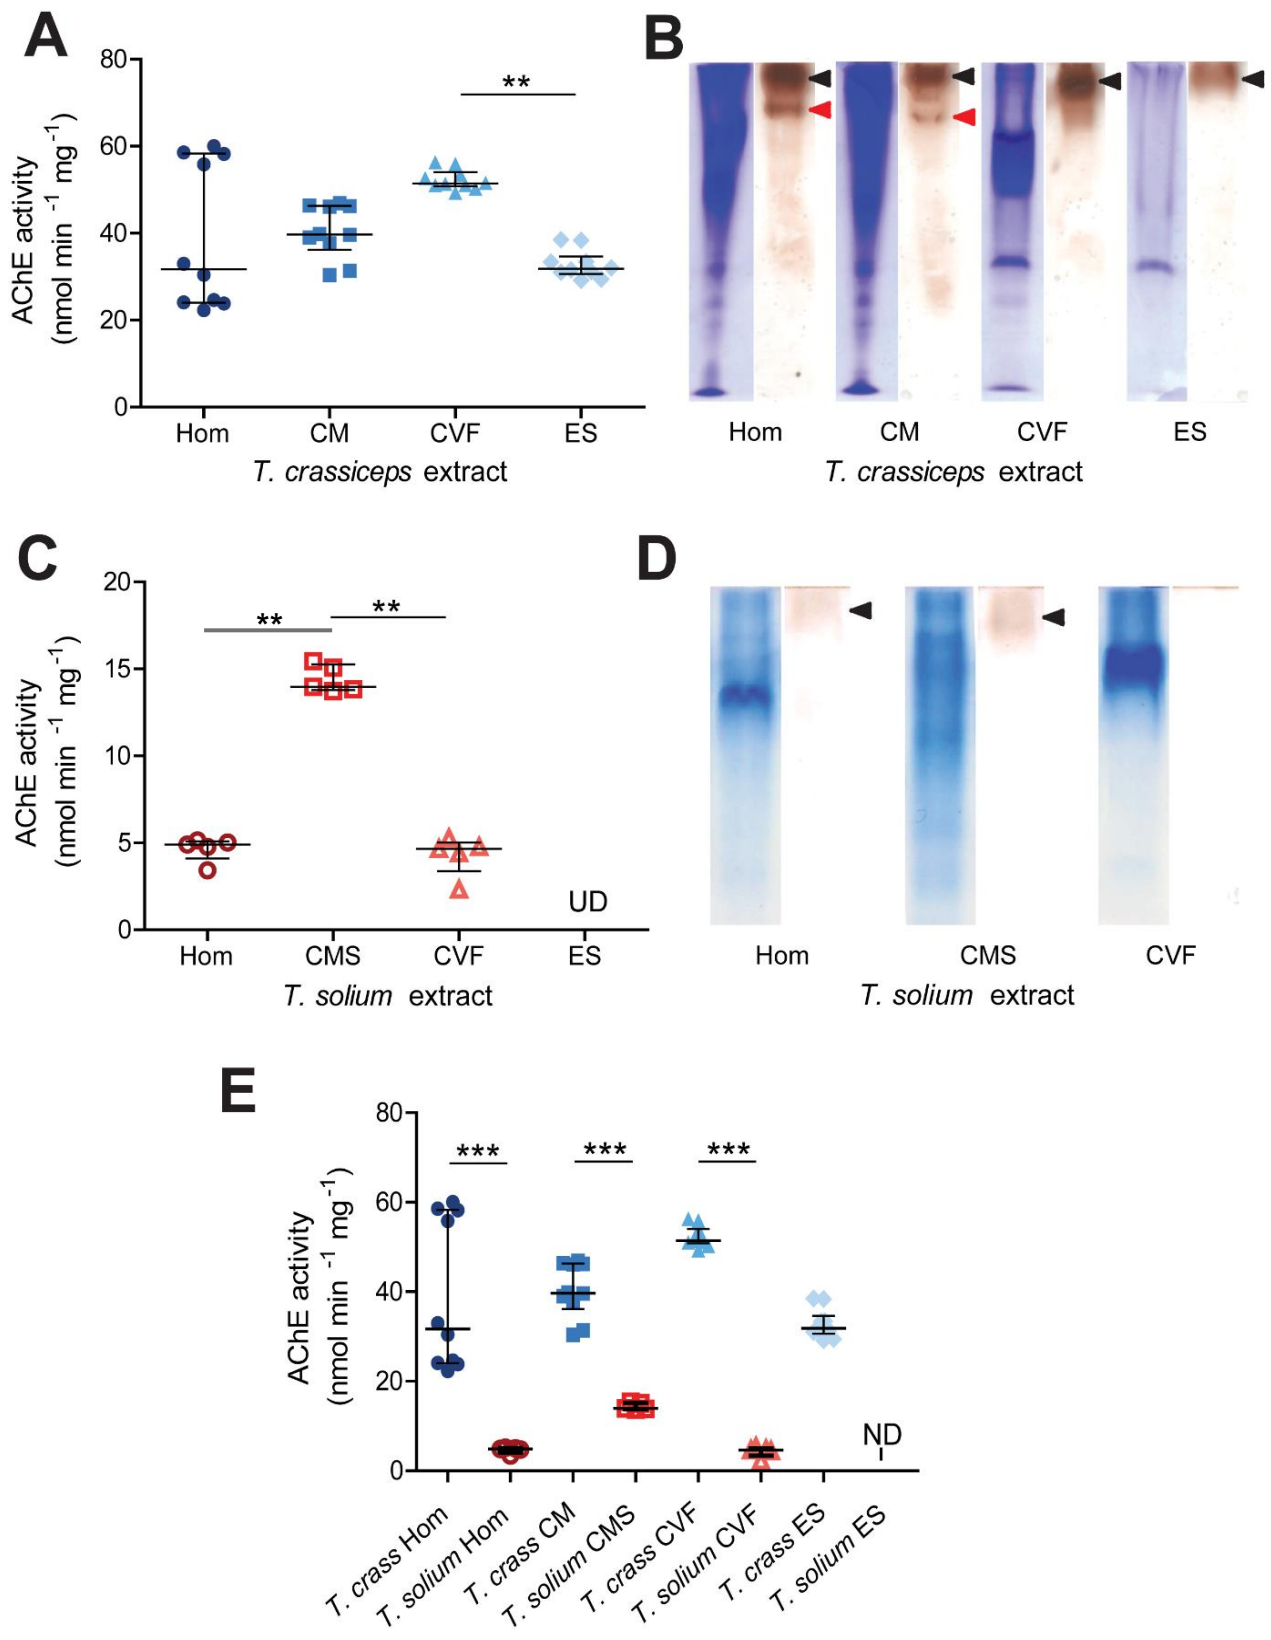 A
B
80
60
40
20
0
AChE activity
(nmol min -1 mg-1)
**
Hom CM CVF ES
T. crassiceps extract
Hom CM CVF ES
T. crassiceps extract
C
D
20
15
10
5
0
AChE activity
(nmol min -1 mg-1)
** **
UD
Hom CMS CVF ES
T. solium extract
Hom CMS CVF
T. solium extract
E
80
60
40
20
0
AChE activity
(nmol min -1 mg-1)
*** *** ***
ND
T. crass Hom
T. solium Hom
T. crass CM
T. solium CMS
T. crass CVF
T. solium CVF
T. crass ES
T. solium ES